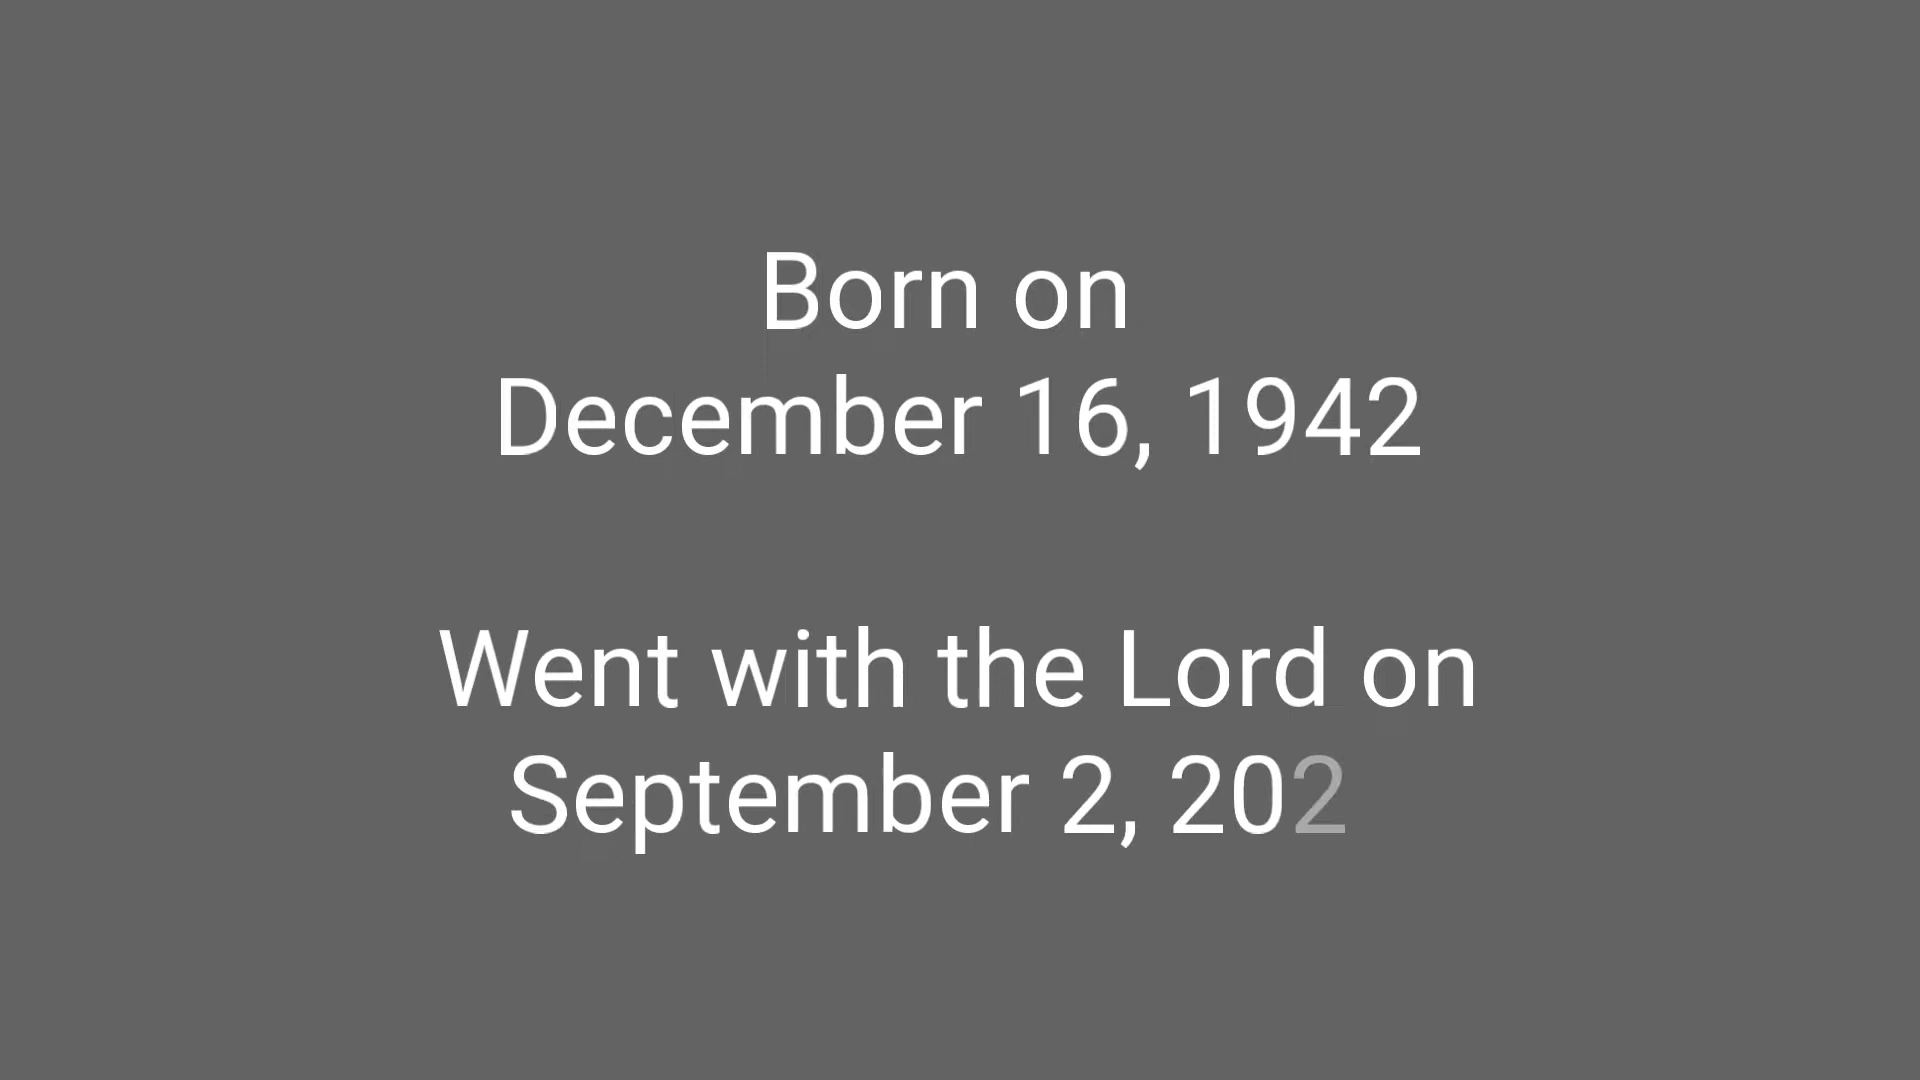 Born on
December 16, 1942
Went with the Lord on
September 2, 202